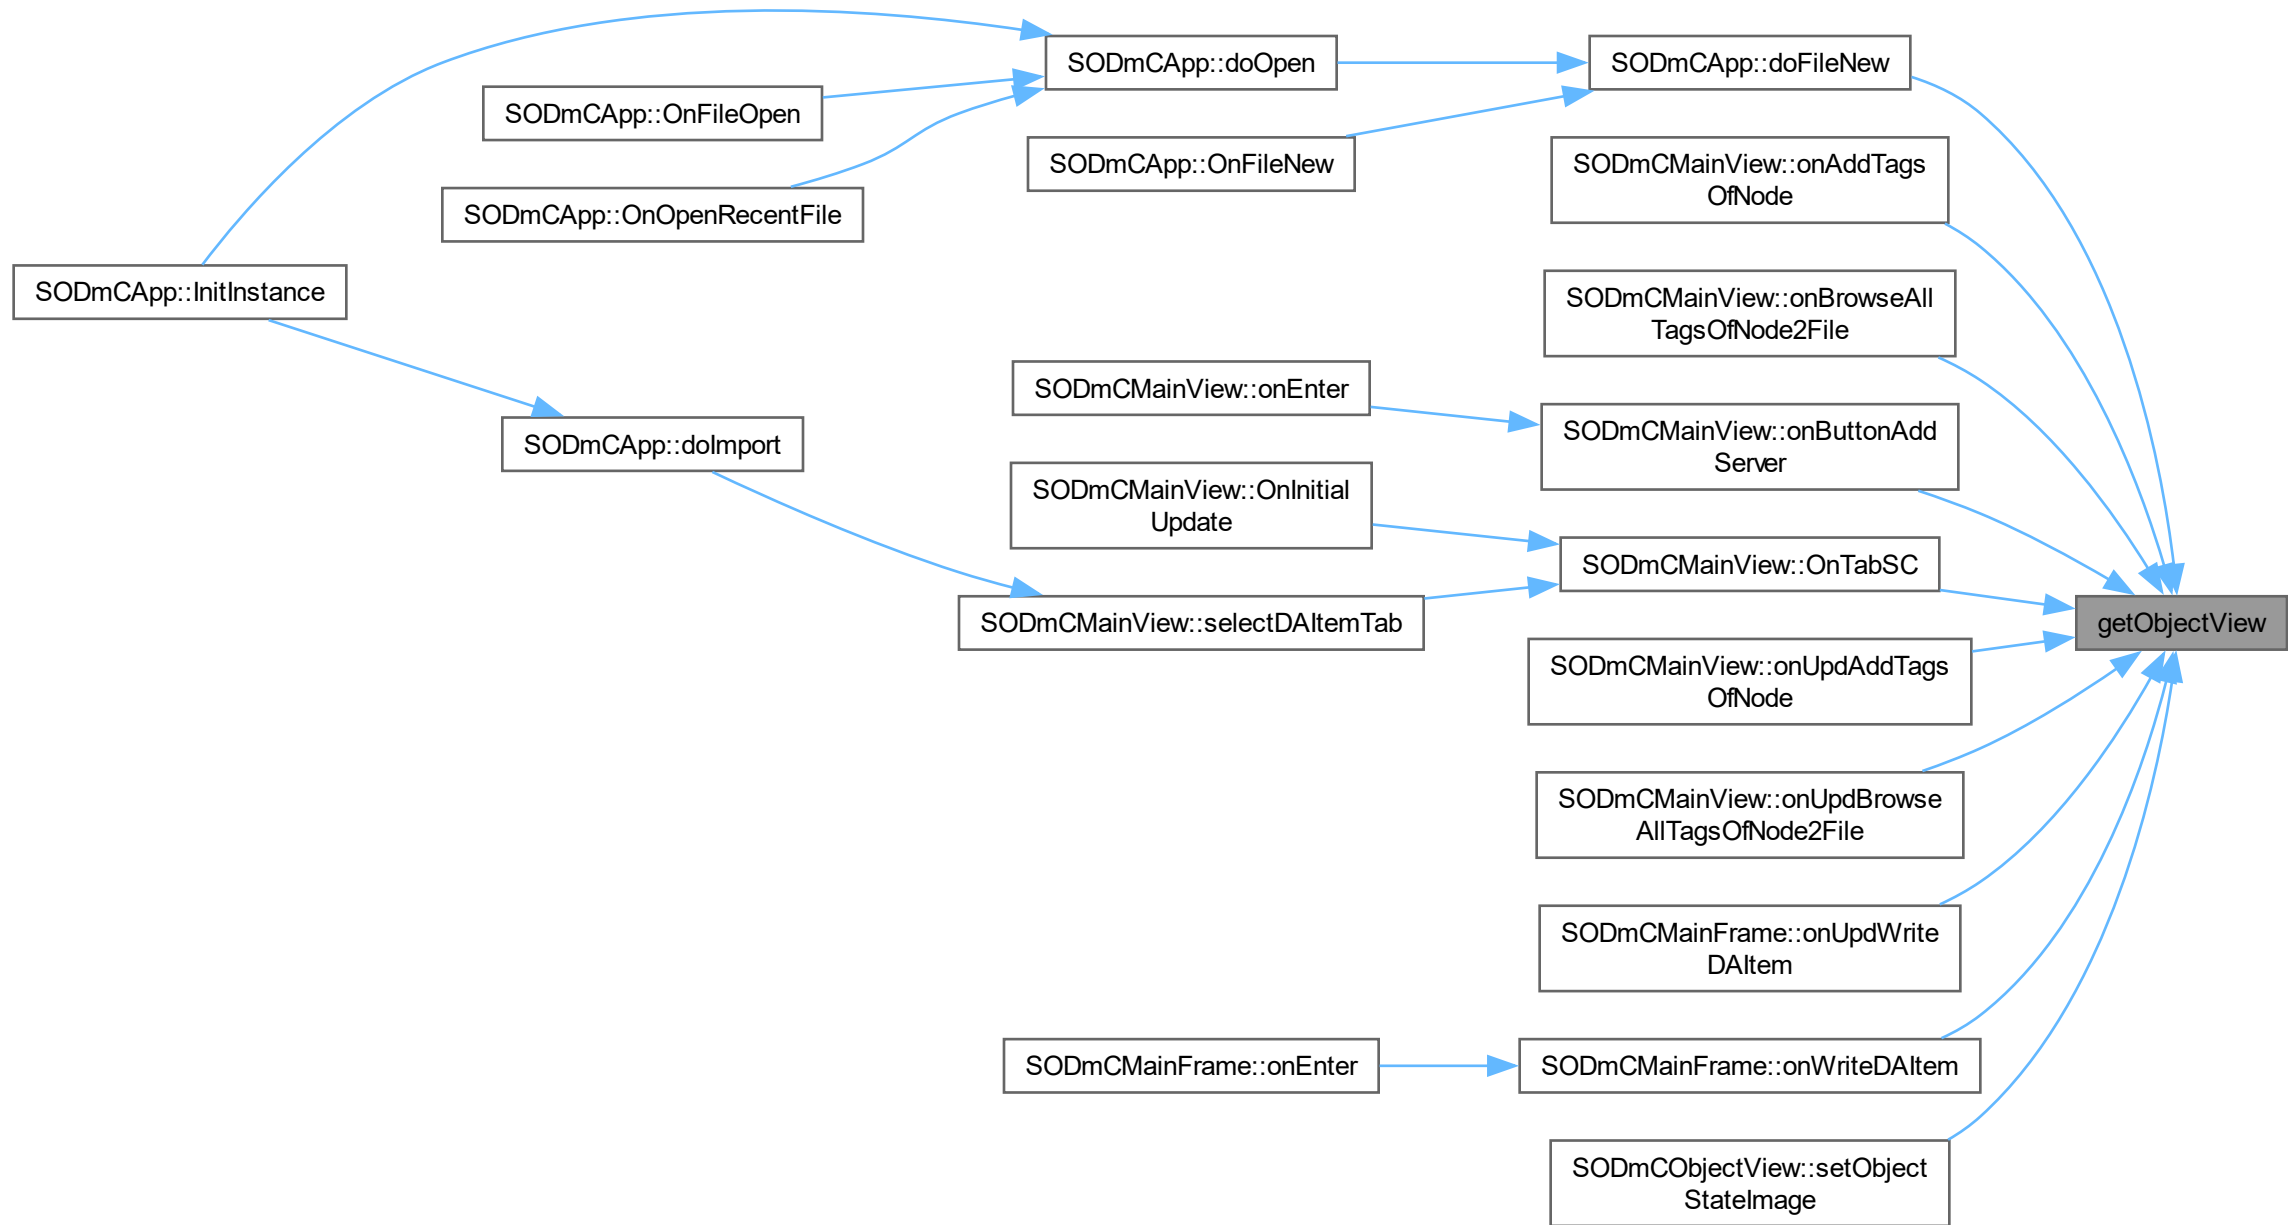 SODmCApp::doOpen
SODmCApp::doFileNew
SODmCApp::OnFileOpen
SODmCApp::OnFileNew
SODmCMainView::onAddTags
OfNode
SODmCApp::OnOpenRecentFile
SODmCApp::InitInstance
SODmCMainView::onBrowseAll
TagsOfNode2File
SODmCMainView::onEnter
SODmCMainView::onButtonAdd
Server
SODmCApp::doImport
SODmCMainView::OnInitial
Update
SODmCMainView::OnTabSC
SODmCMainView::selectDAItemTab
getObjectView
SODmCMainView::onUpdAddTags
OfNode
SODmCMainView::onUpdBrowse
AllTagsOfNode2File
SODmCMainFrame::onUpdWrite
DAItem
SODmCMainFrame::onEnter
SODmCMainFrame::onWriteDAItem
SODmCObjectView::setObject
StateImage